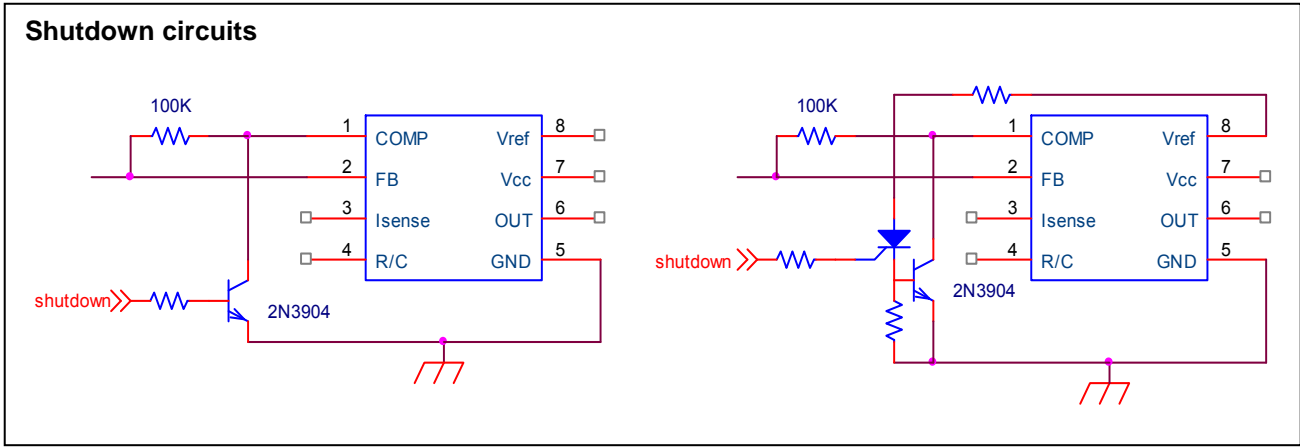 Shutdown circuits
100K
1
COMP
Vref
8
2
FB
Vcc
7
3
Isense
OUT
6
4
R/C
GND
5
shutdown
2N3904
100K
1
COMP
Vref
8
2
FB
Vcc
7
3
Isense
OUT
6
4
R/C
GND
5
shutdown
2N3904